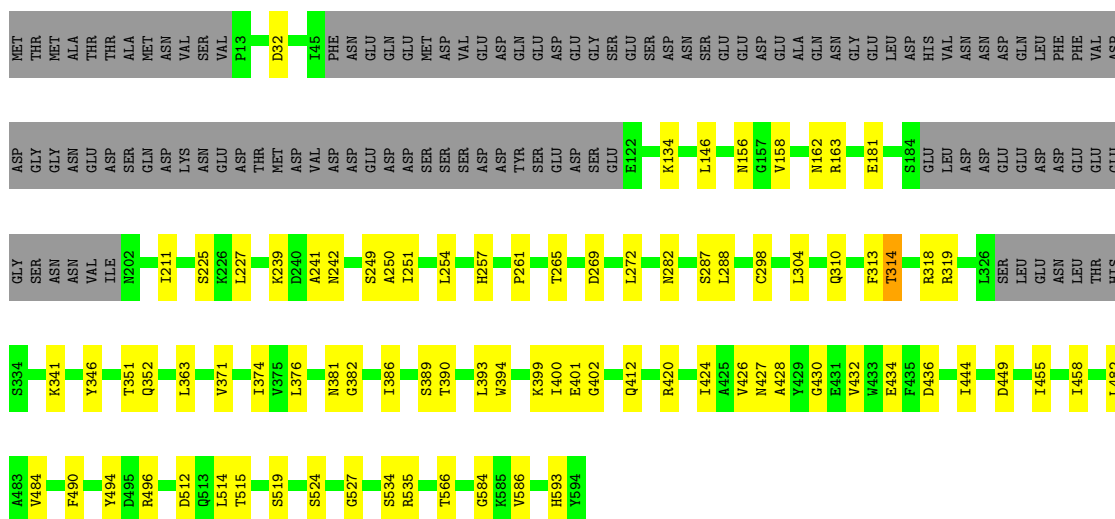 MET THR MET ALA THR THR ALA MET ASN VAL SER VAL P13 D32 I45 PHE ASN GLU GLN GLU MET ASP VAL GLU ASP GLN GLU ASP GLU GLY SER GLU SER ASP ASN SER GLU GLU ASP GLU ALA GLN ASN GLY GLU LEU ASP HIS VAL ASN ASN ASP GLN LEU PHE PHE VAL ASP
ASP GLY GLY ASN GLU ASP SER GLN ASP LYS ASN GLU ASP THR MET ASP VAL ASP ASP GLU ASP ASP SER SER SER ASP ASP TYR SER GLU ASP SER GLU E122 K134 L146 N156 G157 V158 N162 R163 E181 S184 GLU LEU ASP ASP GLU GLU ASP ASP GLU GLU GLU
GLY SER ASN ASN VAL ILE N202 I211 S225 K226 L227 K239 D240 A241 N242 S249 A250 I251 L254 H257 P261 T265 D269 L272 N282 S287 L288 C298 L304 Q310 F313 T314 R318 R319 L326 SER LEU GLU ASN LEU THR HIS
S334 K341 Y346 T351 Q352 L363 V371 I374 V375 L376 N381 G382 I386 S389 T390 L393 W394 K399 I400 E401 G402 Q412 R420 I424 A425 V426 N427 A428 Y429 G430 E431 V432 W433 E434 F435 D436 I444 D449 I455 I458 L482
A483 V484 F490 Y494 D495 R496 D512 Q513 L514 T515 S519 S524 G527 S534 R535 T566 G584 K585 V586 H593 Y594